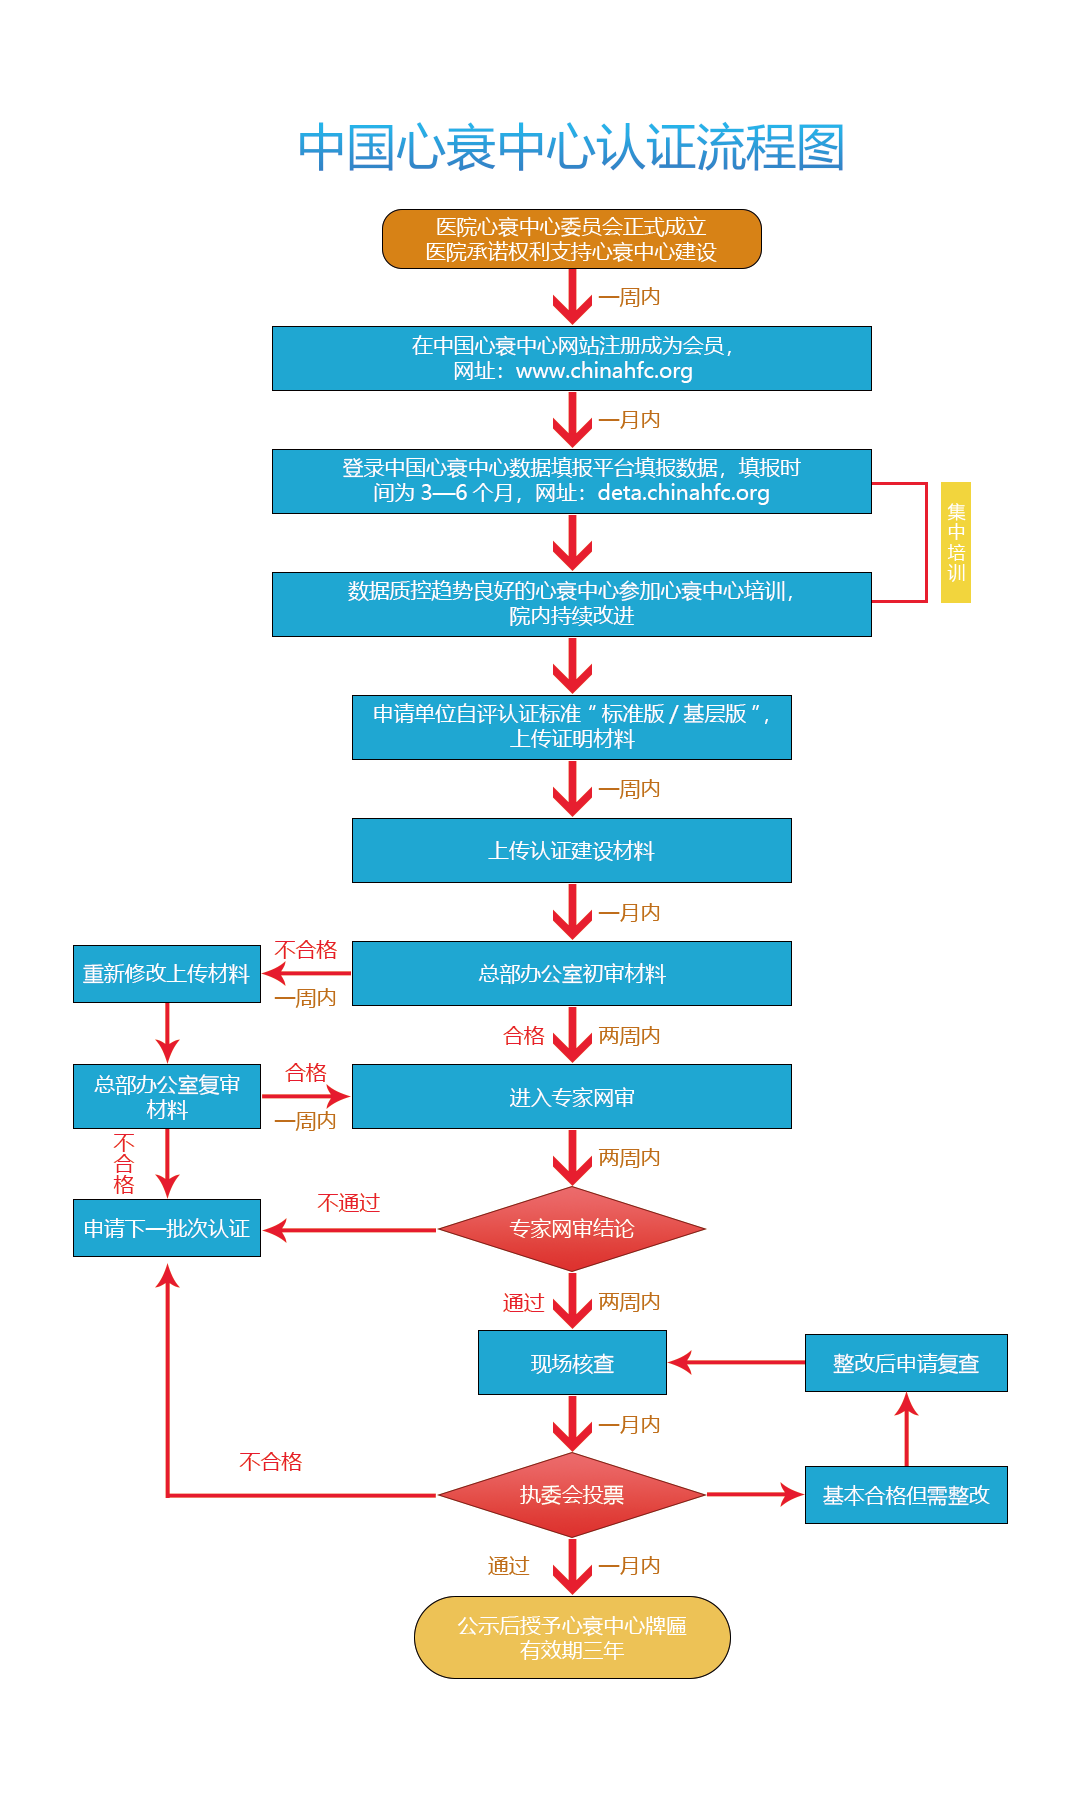 中国心衰中心认证流程图
医院心衰中心委员会正式成立
医院承诺权利支持心衰中心建设
一周内
在中国心衰中心网站注册成为会员，
网址：www.chinahfc.org
一月内
登录中国心衰中心数据填报平台填报数据，填报时
间为 3—6 个月，网址：deta.chinahfc.org
集中培训
数据质控趋势良好的心衰中心参加心衰中心培训，
院内持续改进
申请单位自评认证标准 “ 标准版 / 基层版 ”，
上传证明材料
一周内
上传认证建设材料
一月内
不合格
重新修改上传材料
总部办公室初审材料
一周内
合格
两周内
总部办公室复审
材料
合格
一周内
进入专家网审
不合格
两周内
申请下一批次认证
不通过
专家网审结论
通过
两周内
现场核查
整改后申请复查
一月内
不合格
执委会投票
基本合格但需整改
通过
一月内
公示后授予心衰中心牌匾
有效期三年